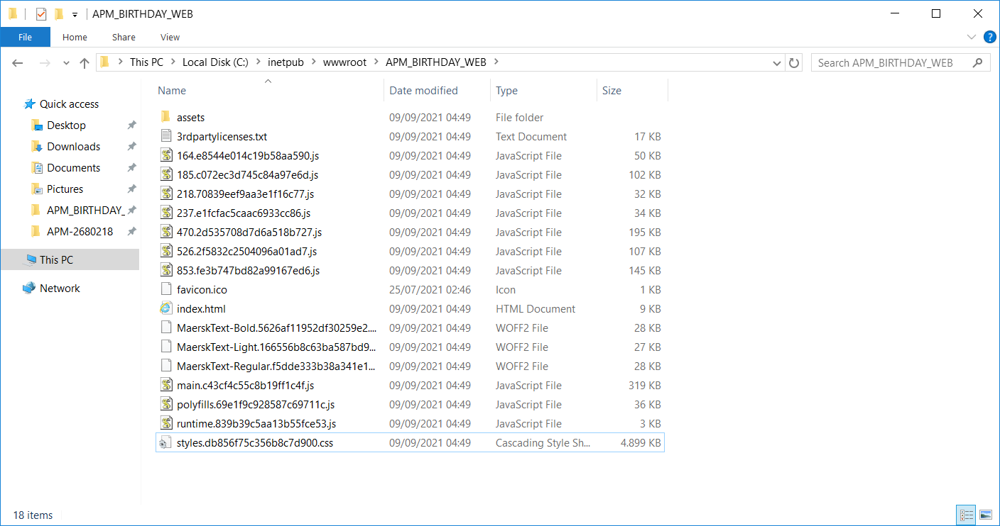 APM_BIRTHDAY_WEB
File Home Share View
This PC Local Disk (C:) inetpub wwwroot APM_BIRTHDAY_WEB Search APM_BIRTHDAY_WEB
Name Date modified Type Size
Quick access
Desktop
Downloads
Documents
Pictures
APM_BIRTHDAY_
APM-2680218
This PC
Network
assets 09/09/2021 04:49 File folder
3rdpartylicenses.txt 09/09/2021 04:49 Text Document 17 KB
164.e8544e014c19b58aa590.js 09/09/2021 04:49 JavaScript File 50 KB
185.c072ec3d745c84a97e6d.js 09/09/2021 04:49 JavaScript File 102 KB
218.70839eef9aa3e1f16c77.js 09/09/2021 04:49 JavaScript File 32 KB
237.e1fcfac5caac6933cc86.js 09/09/2021 04:49 JavaScript File 34 KB
470.2d535708d7d6a518b727.js 09/09/2021 04:49 JavaScript File 195 KB
526.2f5832c2504096a01ad7.js 09/09/2021 04:49 JavaScript File 107 KB
853.fe3b747bd82a99167ed6.js 09/09/2021 04:49 JavaScript File 145 KB
favicon.ico 25/07/2021 02:46 Icon 1 KB
index.html 09/09/2021 04:49 HTML Document 9 KB
MaerskText-Bold.5626af11952df30259e2.... 09/09/2021 04:49 WOFF2 File 28 KB
MaerskText-Light.166556b8c63ba587bd9... 09/09/2021 04:49 WOFF2 File 27 KB
MaerskText-Regular.f5dde333b38a341e1... 09/09/2021 04:49 WOFF2 File 28 KB
main.c43cf4c55c8b19ff1c4f.js 09/09/2021 04:49 JavaScript File 319 KB
polyfills.69e1f9c928587c69711c.js 09/09/2021 04:49 JavaScript File 36 KB
runtime.839b39c5aa13b55fce53.js 09/09/2021 04:49 JavaScript File 3 KB
styles.db856f75c356b8c7d900.css 09/09/2021 04:49 Cascading Style Sh... 4.899 KB
18 items